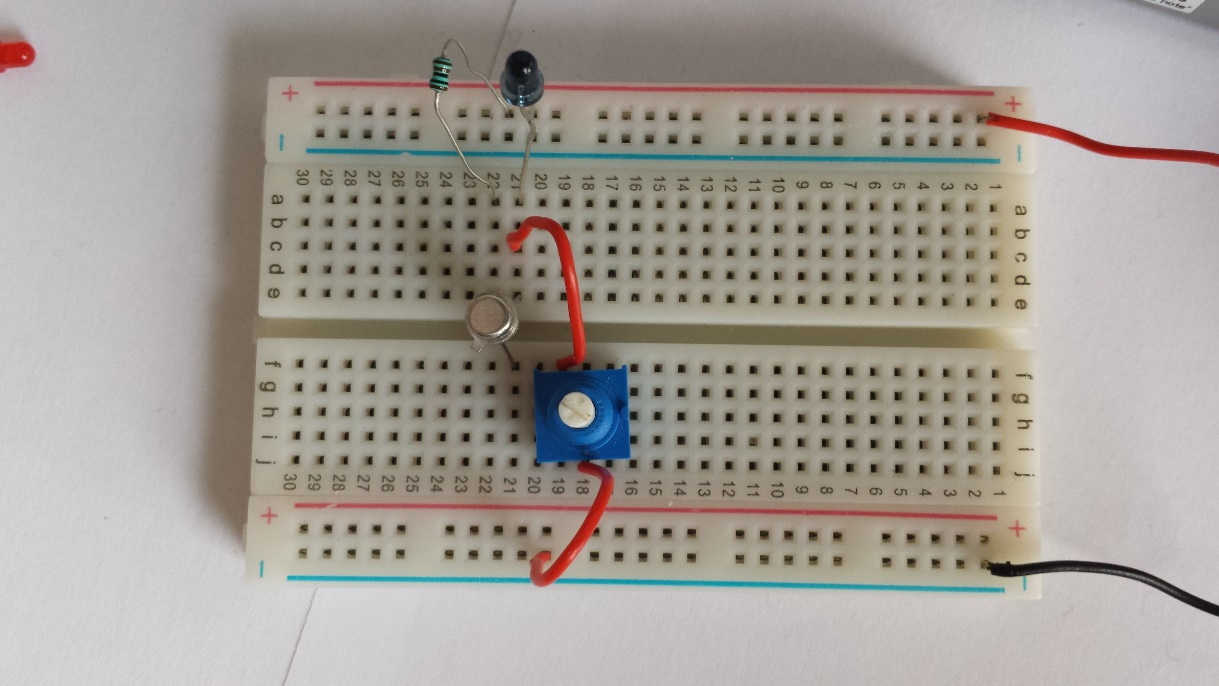 note"
+ +
- -
30 29 28 27 26 25 24 23 22 21 20 19 18 17 16 15 14 13 12 11 10 9 8 7 6 5 4 3 2 1
a a
b b
c c
d d
e e
f f
g g
h h
i i
j j
30 29 28 27 26 25 24 23 22 21 20 19 18 16 15 14 13 12 11 10 9 8 7 6 5 4 3 2 1
+ +
- -